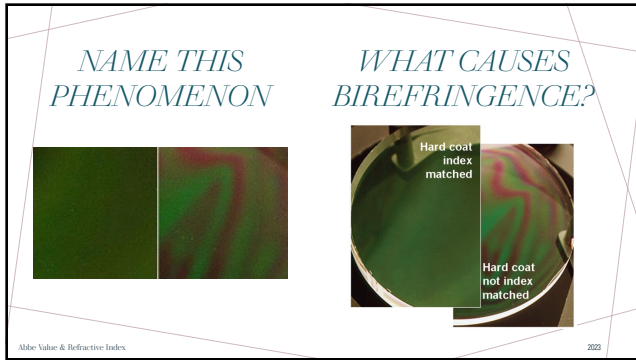 NAME THIS
PHENOMENON
WHAT CAUSES
BIREFRINGENCE?
Hard coat
index
matched
Hard coat
not index
matched
Abbe Value & Refractive Index
2023